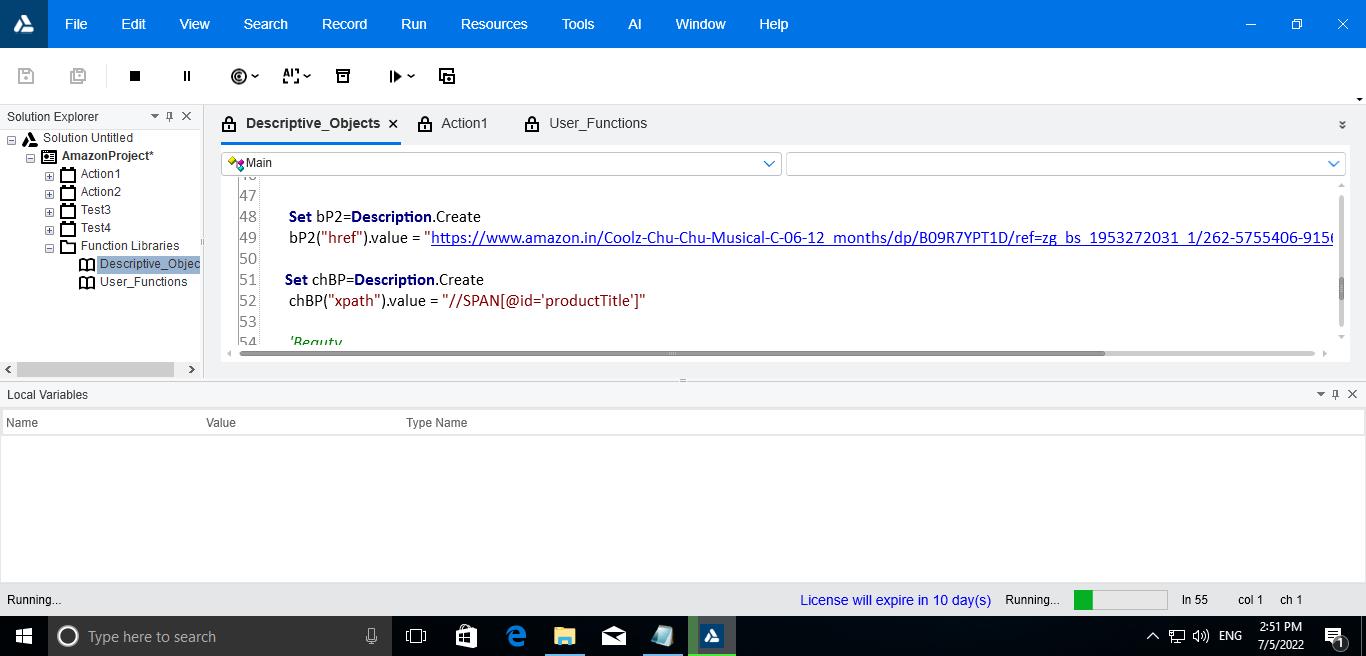 File Edit View Search Record Run Resources Tools AI Window Help
Solution Explorer
Solution Untitled
AmazonProject*
Action1
Action2
Test3
Test4
Function Libraries
Descriptive_Objec
User_Functions
Descriptive_Objects Action1 User_Functions
Main
47
48 Set bP2=Description.Create
49 bP2("href").value = "https://www.amazon.in/Coolz-Chu-Chu-Musical-C-06-12_months/dp/B09R7YPT1D/ref=zg_bs_1953272031_1/262-5755406-9156
50
51 Set chBP=Description.Create
52 chBP("xpath").value = "//SPAN[@id='productTitle']"
53
54 'Beauty
Local Variables
Name Value Type Name
Running... License will expire in 10 day(s) Running... ln 55 col 1 ch 1
Type here to search ENG 2:51 PM
7/5/2022 1